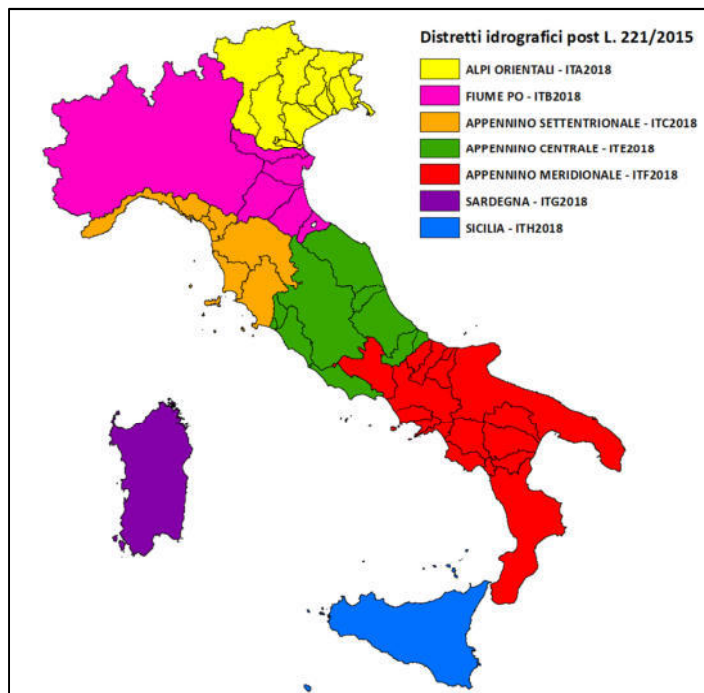 Distretti idrografici post L. 221/2015
ALPI ORIENTALI - ITA2018
FIUME PO - ITB2018
APPENNINO SETTENTRIONALE - ITC2018
APPENNINO CENTRALE - ITE2018
APPENNINO MERIDIONALE - ITF2018
SARDEGNA - ITG2018
SICILIA - ITH2018